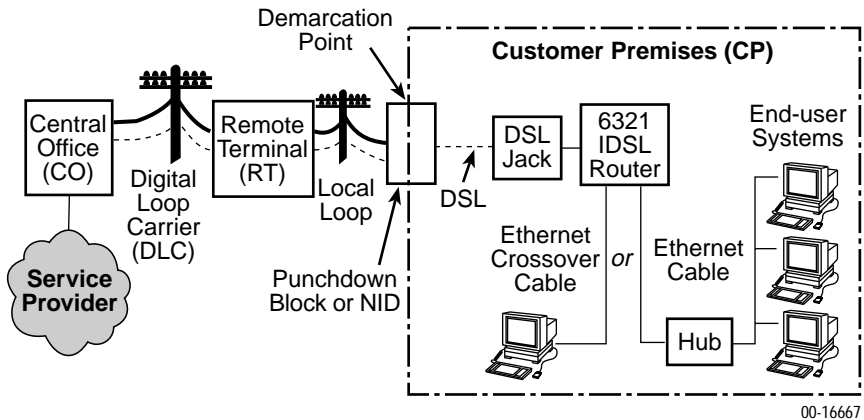 Demarcation
Point
Customer Premises (CP)
Central
Office
(CO)
Digital
Loop
Carrier
(DLC)
Remote
Terminal
(RT)
Local
Loop
DSL
DSL
Jack
6321
IDSL
Router
End-user
Systems
Service
Provider
Punchdown
Block or NID
Ethernet
Crossover
Cable
or
Ethernet
Cable
Hub
00-16667